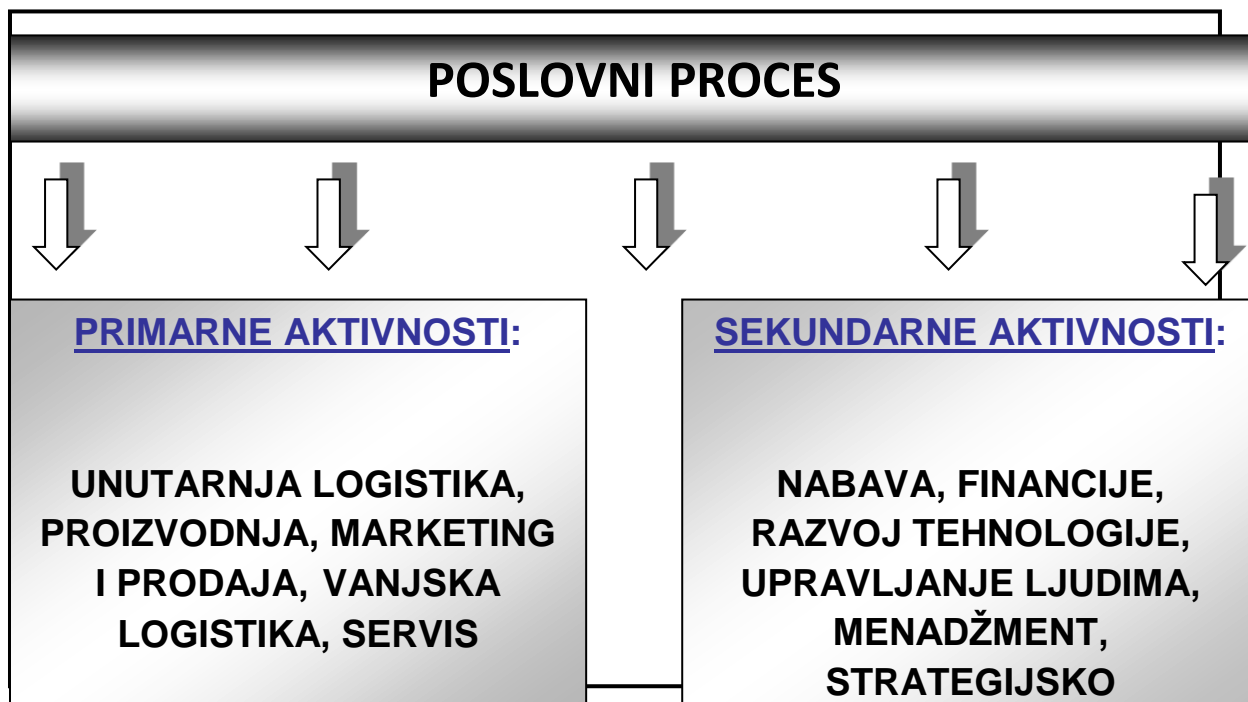 POSLOVNI PROCES
PRIMARNE AKTIVNOSTI:
UNUTARNJA LOGISTIKA,
PROIZVODNJA, MARKETING
I PRODAJA, VANJSKA
LOGISTIKA, SERVIS
SEKUNDARNE AKTIVNOSTI:
NABAVA, FINANCIJE,
RAZVOJ TEHNOLOGIJE,
UPRAVLJANJE LJUDIMA,
MENADŽMENT,
STRATEGIJSKO